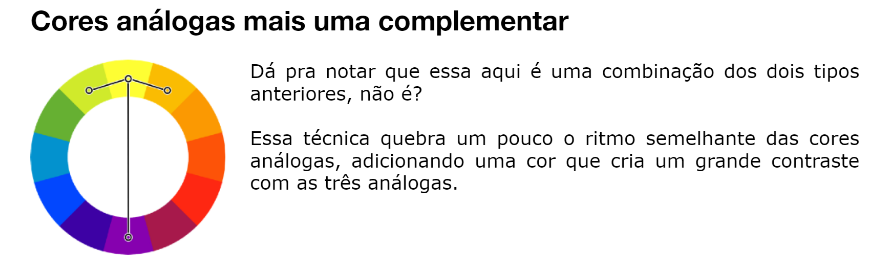 Cores análogas mais uma complementar
Dá pra notar que essa aqui é uma combinação dos dois tipos
anteriores, não é?
Essa técnica quebra um pouco o ritmo semelhante das cores
análogas, adicionando uma cor que cria um grande contraste
com as três análogas.